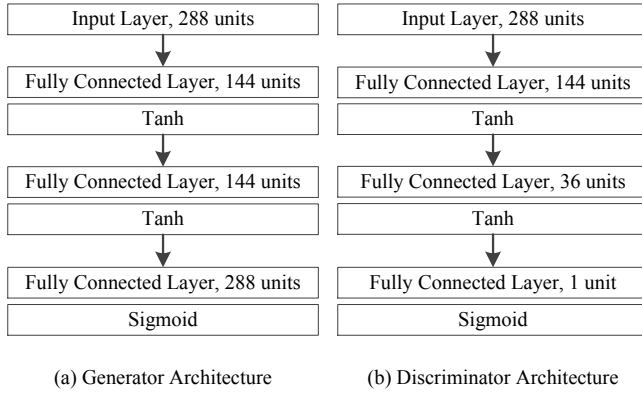 Input Layer, 288 units
Fully Connected Layer, 144 units
Tanh
Fully Connected Layer, 144 units
Tanh
Fully Connected Layer, 288 units
Sigmoid
(a) Generator Architecture
Input Layer, 288 units
Fully Connected Layer, 144 units
Tanh
Fully Connected Layer, 36 units
Tanh
Fully Connected Layer, 1 unit
Sigmoid
(b) Discriminator Architecture